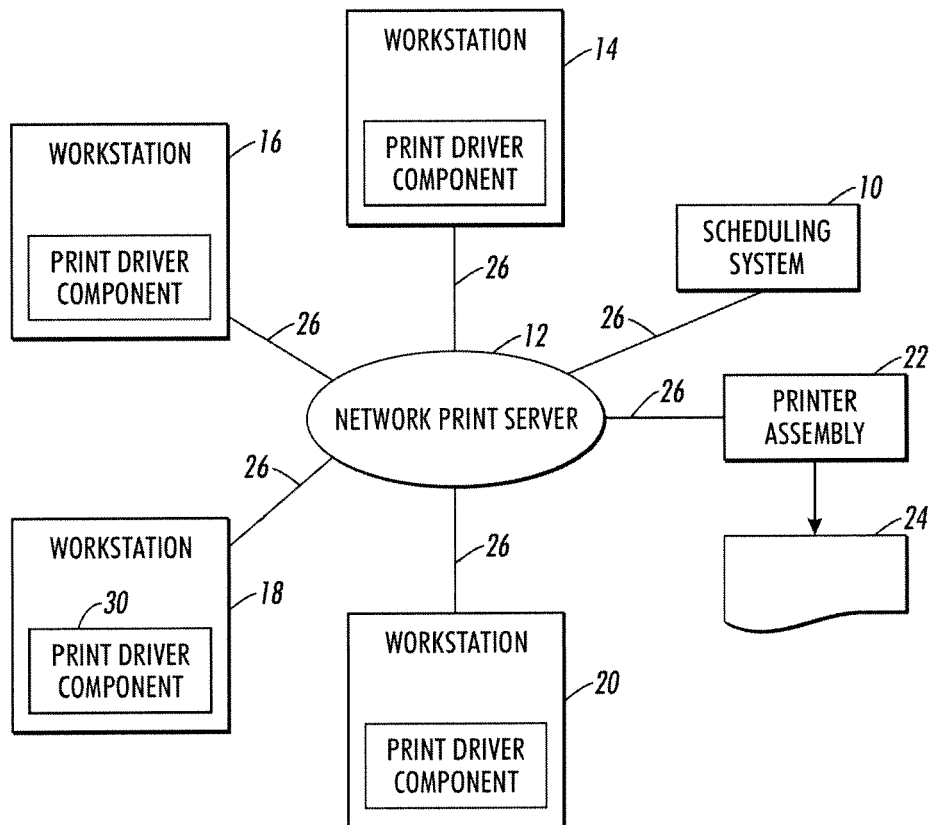 WORKSTATION
14
PRINT DRIVER
COMPONENT
WORKSTATION
16
PRINT DRIVER
COMPONENT
10
SCHEDULING
SYSTEM
26
26
26
12
NETWORK PRINT SERVER
26
22
PRINTER
ASSEMBLY
24
26
WORKSTATION
18
30
PRINT DRIVER
COMPONENT
26
WORKSTATION
20
PRINT DRIVER
COMPONENT